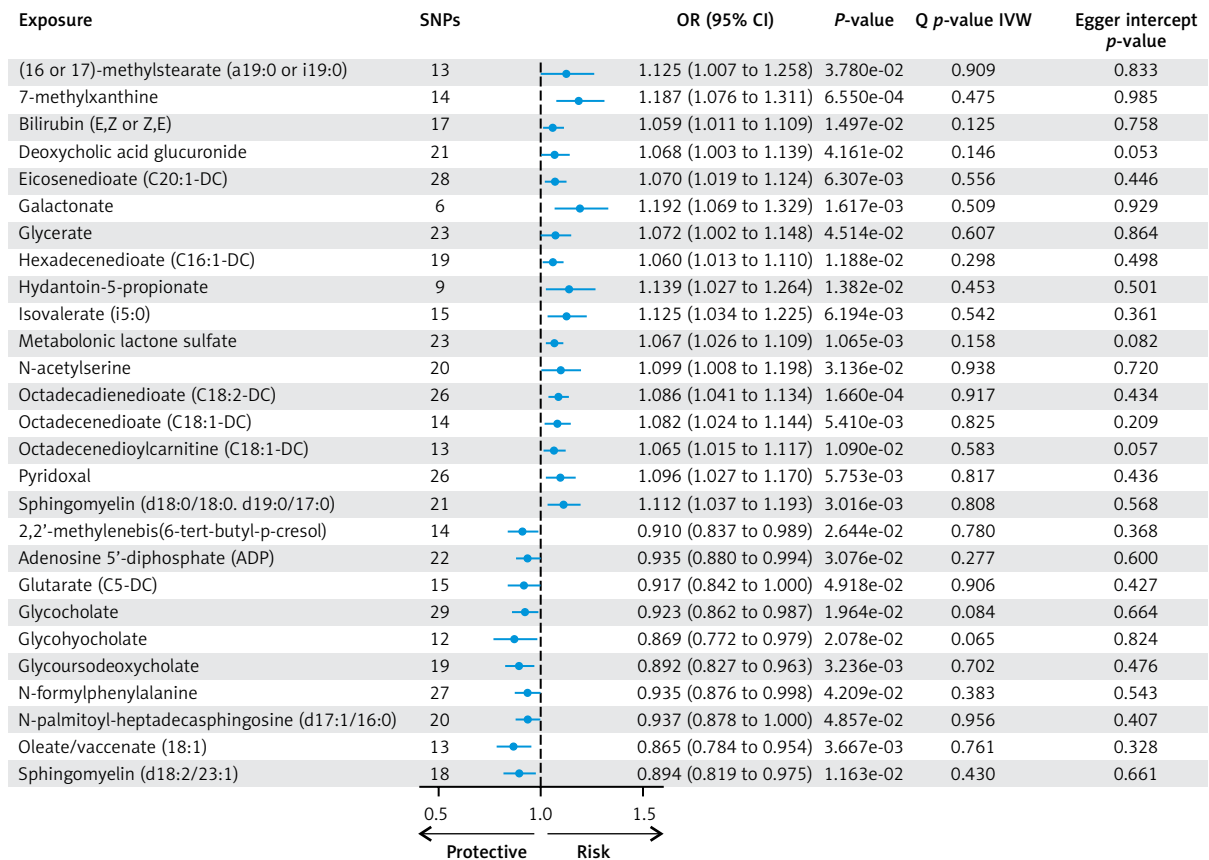 Exposure SNPs OR (95% CI) P-value Q p-value IVW Egger intercept
p-value
(16 or 17)-methylstearate (a19:0 or i19:0) 13 1.125 (1.007 to 1.258) 3.780e-02 0.909 0.833
7-methylxanthine 14 1.187 (1.076 to 1.311) 6.550e-04 0.475 0.985
Bilirubin (E,Z or Z,E) 17 1.059 (1.011 to 1.109) 1.497e-02 0.125 0.758
Deoxycholic acid glucuronide 21 1.068 (1.003 to 1.139) 4.161e-02 0.146 0.053
Eicosenedioate (C20:1-DC) 28 1.070 (1.019 to 1.124) 6.307e-03 0.556 0.446
Galactonate 6 1.192 (1.069 to 1.329) 1.617e-03 0.509 0.929
Glycerate 23 1.072 (1.002 to 1.148) 4.514e-02 0.607 0.864
Hexadecenedioate (C16:1-DC) 19 1.060 (1.013 to 1.110) 1.188e-02 0.298 0.498
Hydantoin-5-propionate 9 1.139 (1.027 to 1.264) 1.382e-02 0.453 0.501
Isovalerate (i5:0) 15 1.125 (1.034 to 1.225) 6.194e-03 0.542 0.361
Metabolonic lactone sulfate 23 1.067 (1.026 to 1.109) 1.065e-03 0.158 0.082
N-acetylserine 20 1.099 (1.008 to 1.198) 3.136e-02 0.938 0.720
Octadecadienedioate (C18:2-DC) 26 1.086 (1.041 to 1.134) 1.660e-04 0.917 0.434
Octadecenedioate (C18:1-DC) 14 1.082 (1.024 to 1.144) 5.410e-03 0.825 0.209
Octadecenedioylcarnitine (C18:1-DC) 13 1.065 (1.015 to 1.117) 1.090e-02 0.583 0.057
Pyridoxal 26 1.096 (1.027 to 1.170) 5.753e-03 0.817 0.436
Sphingomyelin (d18:0/18:0. d19:0/17:0) 21 1.112 (1.037 to 1.193) 3.016e-03 0.808 0.568
2,2’-methylenebis(6-tert-butyl-p-cresol) 14 0.910 (0.837 to 0.989) 2.644e-02 0.780 0.368
Adenosine 5’-diphosphate (ADP) 22 0.935 (0.880 to 0.994) 3.076e-02 0.277 0.600
Glutarate (C5-DC) 15 0.917 (0.842 to 1.000) 4.918e-02 0.906 0.427
Glycocholate 29 0.923 (0.862 to 0.987) 1.964e-02 0.084 0.664
Glycohyocholate 12 0.869 (0.772 to 0.979) 2.078e-02 0.065 0.824
Glycoursodeoxycholate 19 0.892 (0.827 to 0.963) 3.236e-03 0.702 0.476
N-formylphenylalanine 27 0.935 (0.876 to 0.998) 4.209e-02 0.383 0.543
N-palmitoyl-heptadecasphingosine (d17:1/16:0) 20 0.937 (0.878 to 1.000) 4.857e-02 0.956 0.407
Oleate/vaccenate (18:1) 13 0.865 (0.784 to 0.954) 3.667e-03 0.761 0.328
Sphingomyelin (d18:2/23:1) 18 0.894 (0.819 to 0.975) 1.163e-02 0.430 0.661
0.5 1.0 1.5
Protective Risk